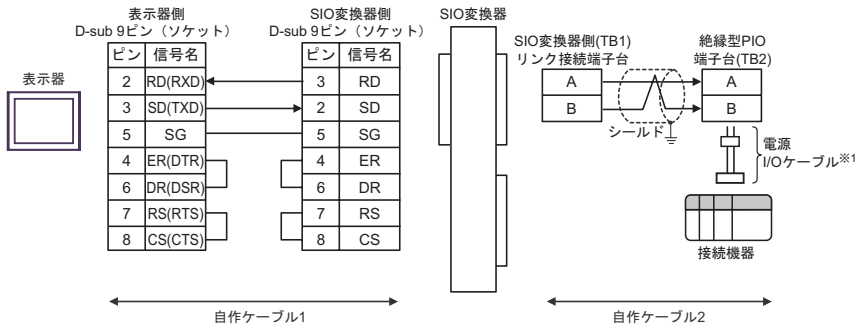 表示器
表示器側
D-sub 9ピン（ソケット）
ピン 信号名
2 RD(RXD)
3 SD(TXD)
5 SG
4 ER(DTR)
6 DR(DSR)
7 RS(RTS)
8 CS(CTS)
SIO変換器側
D-sub 9ピン（ソケット）
ピン 信号名
3 RD
2 SD
5 SG
4 ER
6 DR
7 RS
8 CS
SIO変換器
SIO変換器側(TB1)
リンク接続端子台
A
B
シールド
絶縁型PIO
端子台(TB2)
A
B
電源
I/Oケーブル※1
接続機器
自作ケーブル1
自作ケーブル2